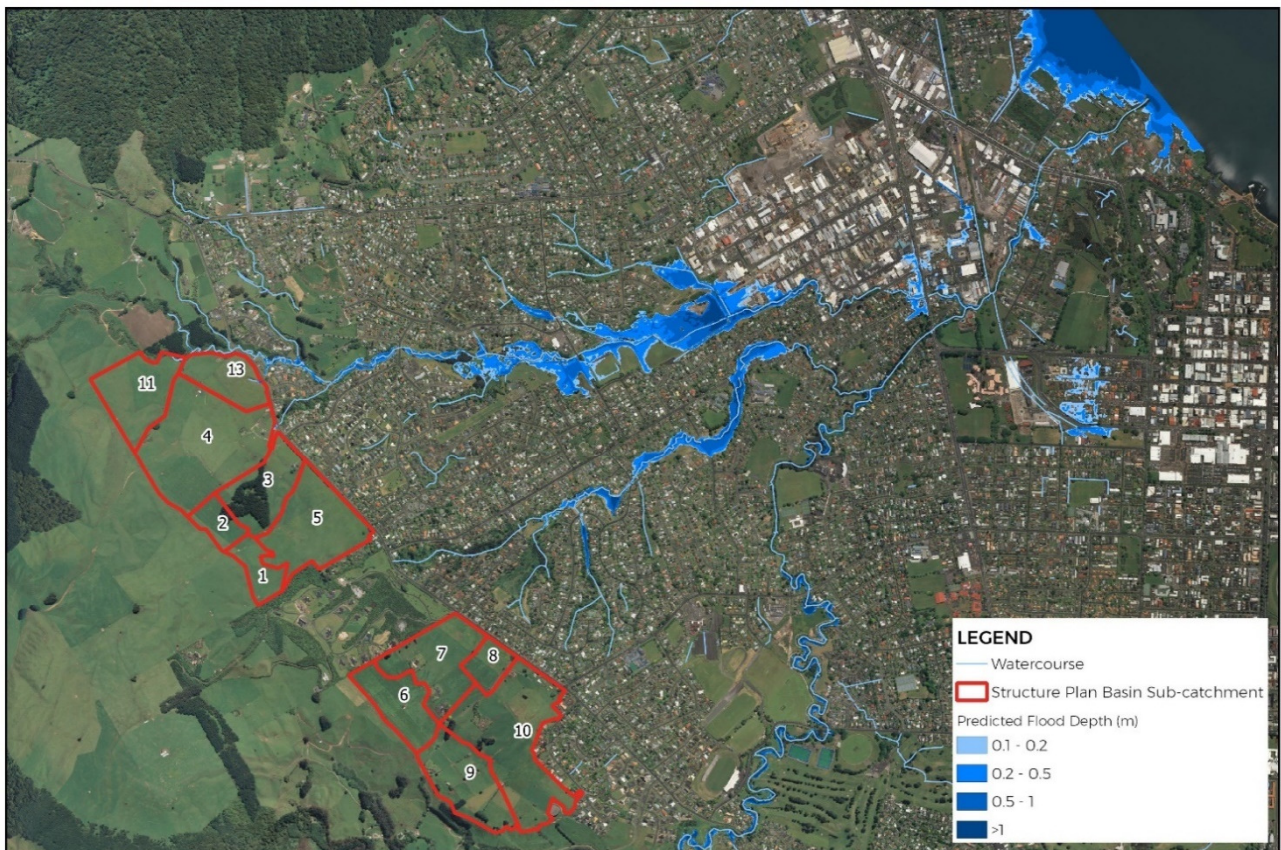 11
13
4
3
2
5
1
7
8
6
10
9
LEGEND
Watercourse
Structure Plan Basin Sub-catchment
Predicted Flood Depth (m)
0.1 - 0.2
0.2 - 0.5
0.5 - 1
>1